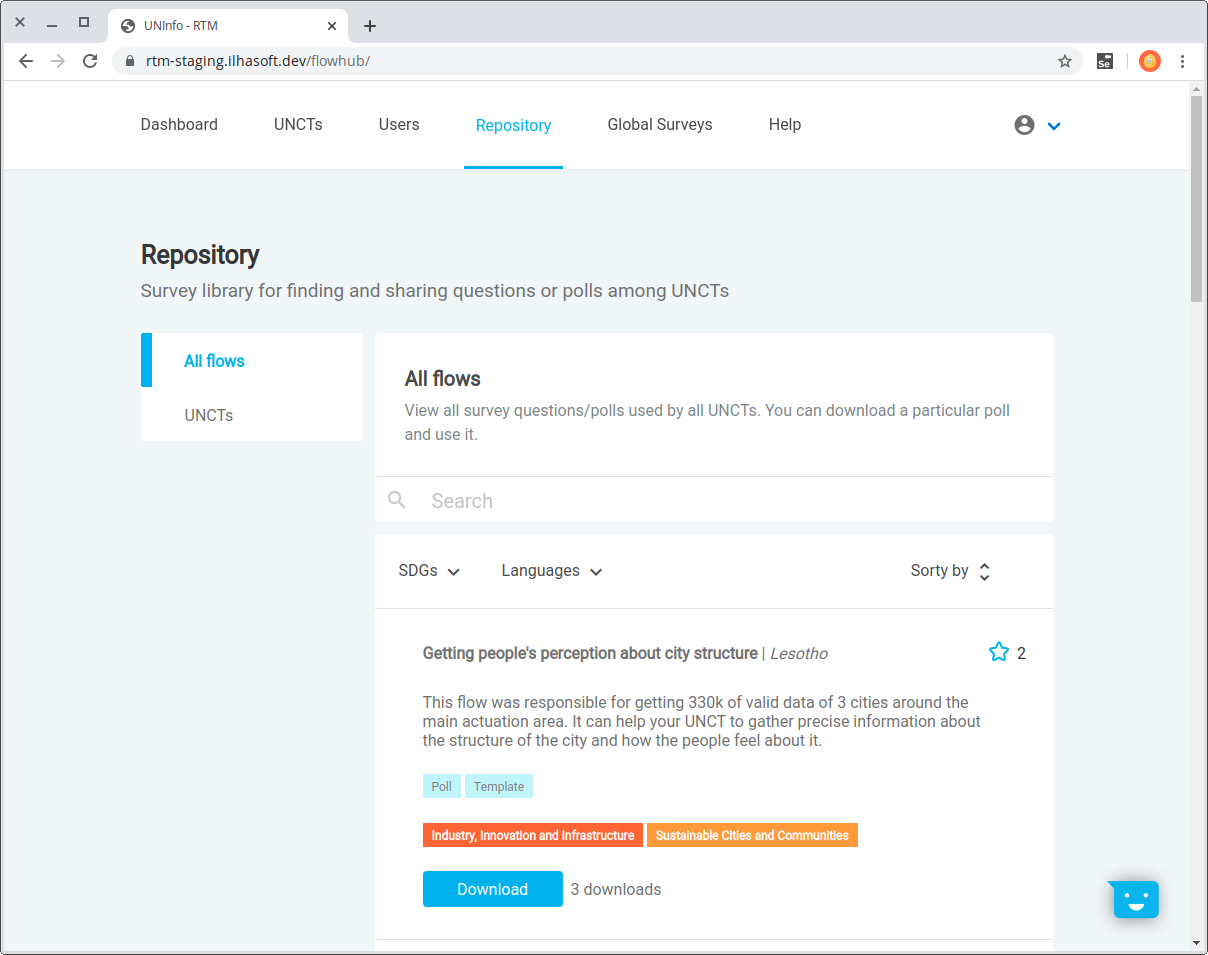 UNInfo - RTM
rtm-staging.ilhasoft.dev/flowhub/
Se
Dashboard UNCTs Users Repository Global Surveys Help
Repository
Survey library for finding and sharing questions or polls among UNCTs
All flows
UNCTs
All flows
View all survey questions/polls used by all UNCTs. You can download a particular poll
and use it.
Search
SDGs Languages Sorty by
Getting people's perception about city structure | Lesotho 2
This flow was responsible for getting 330k of valid data of 3 cities around the
main actuation area. It can help your UNCT to gather precise information about
the structure of the city and how the people feel about it.
Poll Template
Industry, Innovation and Infrastructure Sustainable Cities and Communities
Download 3 downloads